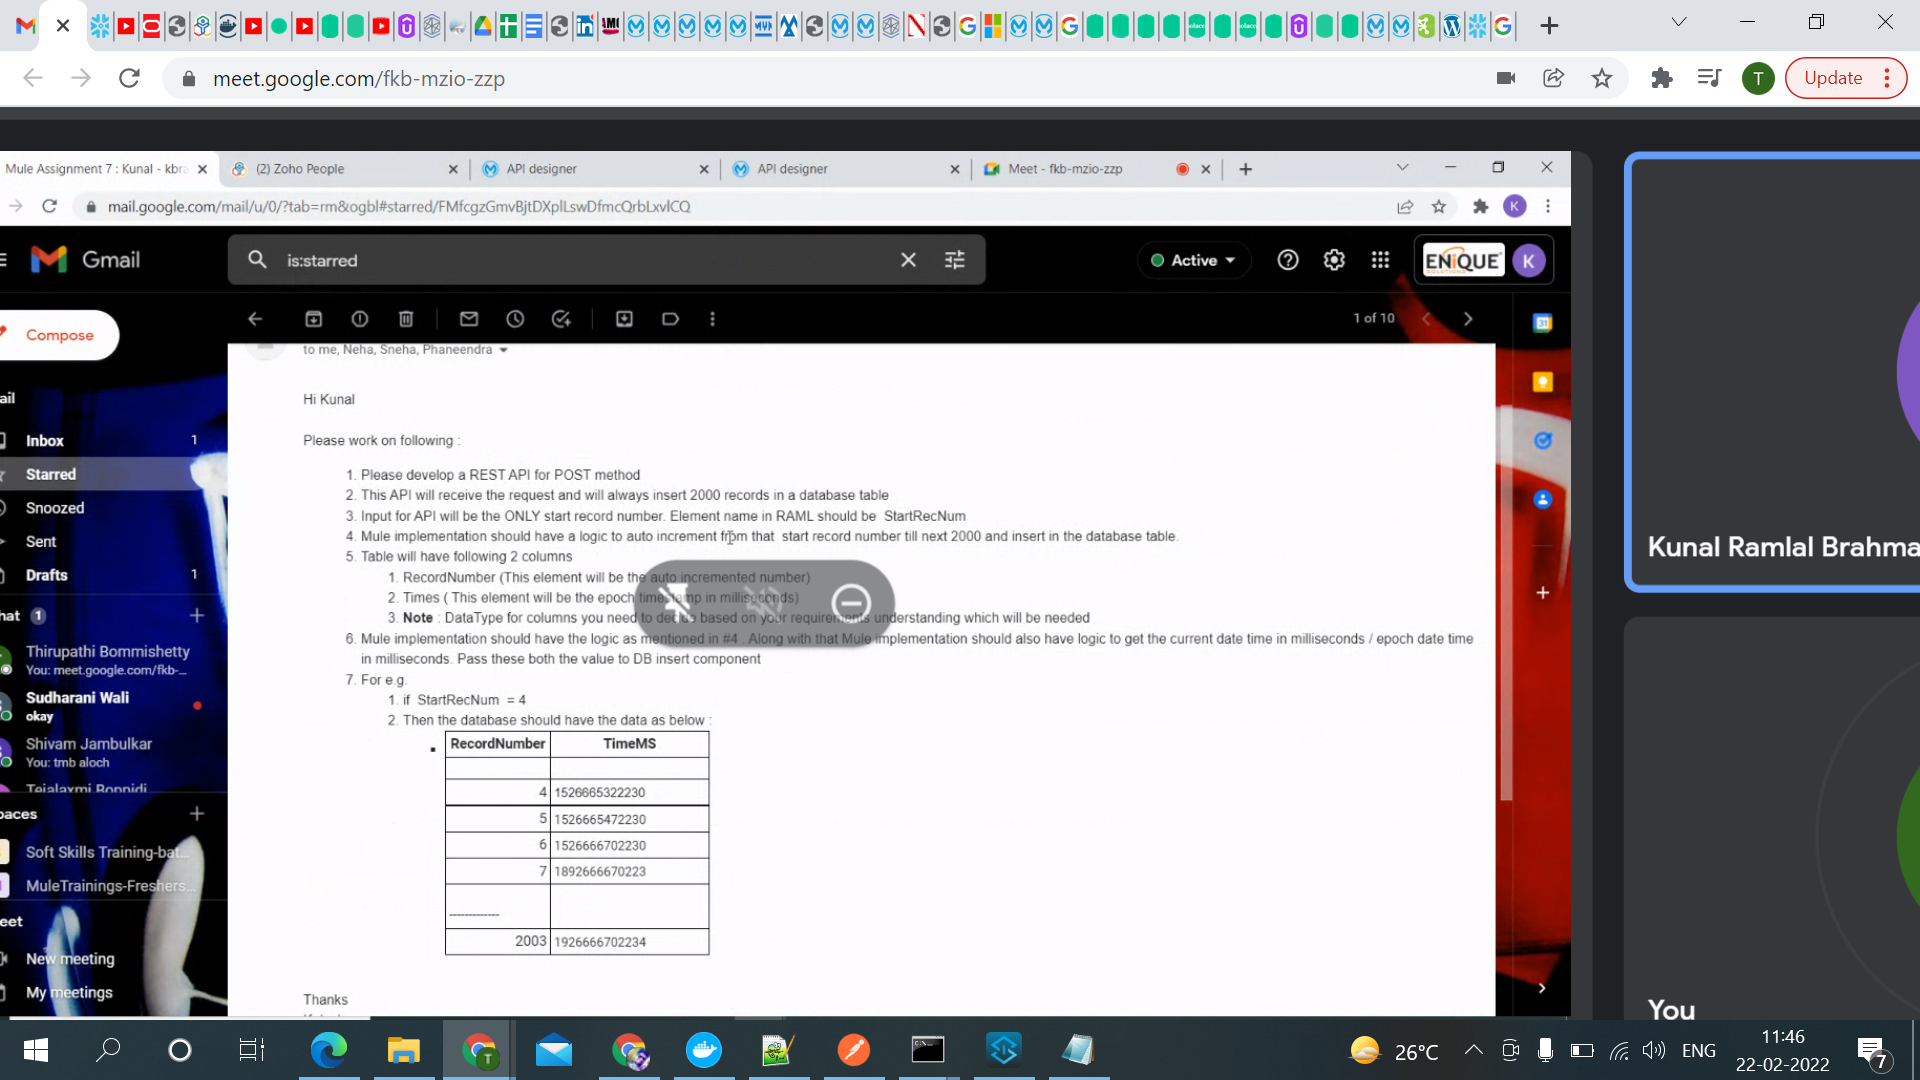 meet.google.com/fkb-mzio-zzp
T
Update
Mule Assignment 7 : Kunal - kbra
(2) Zoho People
API designer
API designer
Meet - fkb-mzio-zzp
mail.google.com/mail/u/0/?tab=rm&ogbl#starred/FMfcgzGmvBjtDXplLswDfmcQrbLxvlCQ
K
Gmail
is:starred
Active
ENiQUE
K
Compose
1 of 10
to me, Neha, Sneha, Phaneendra
ail
Hi Kunal
Inbox 1
Please work on following :
Starred
1. Please develop a REST API for POST method
2. This API will receive the request and will always insert 2000 records in a database table
Snoozed
3. Input for API will be the ONLY start record number. Element name in RAML should be StartRecNum
Sent
4. Mule implementation should have a logic to auto increment from that start record number till next 2000 and insert in the database table.
5. Table will have following 2 columns
Drafts 1
1. RecordNumber (This element will be the auto incremented number)
2. Times ( This element will be the epoch timestamp in milliseconds)
hat 1
3. Note : DataType for columns you need to decide based on your requirements understanding which will be needed
6. Mule implementation should have the logic as mentioned in #4 . Along with that Mule implementation should also have logic to get the current date time in milliseconds / epoch date time
in milliseconds. Pass these both the value to DB insert component
Thirupathi Bommishetty
You: meet.google.com/fkb-...
7. For e.g.
Sudharani Wali
okay
1. if StartRecNum = 4
2. Then the database should have the data as below :
Shivam Jambulkar
You: tmb aloch
RecordNumber TimeMS
Tejalaxmi Boppidi
4 1526665322230
paces
5 1526665472230
Soft Skills Training-bat...
6 1526666702230
7 1892666670223
MuleTrainings-Freshers...
-------------
eet
2003 1926666702234
New meeting
My meetings
Thanks
Kunal Ramlal Brahma
You
26°C
ENG
11:46
22-02-2022
7